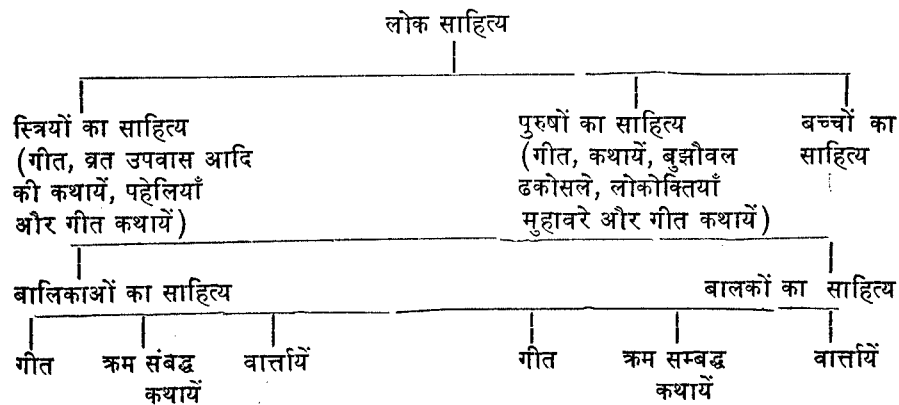 लोक साहित्य
स्त्रियों का साहित्य
(गीत, व्रत उपवास आदि
की कथायें, पहेलियाँ
और गीत कथायें)
पुरुषों का साहित्य
(गीत, कथायें, बुझौवल
ढकोसले, लोकोक्तियाँ
मुहावरे और गीत कथायें)
बच्चों का
साहित्य
बालिकाओं का साहित्य
बालकों का साहित्य
गीत
क्रम संबद्ध
कथायें
वार्त्तायें
गीत
क्रम सम्बद्ध
कथायें
वार्त्तायें